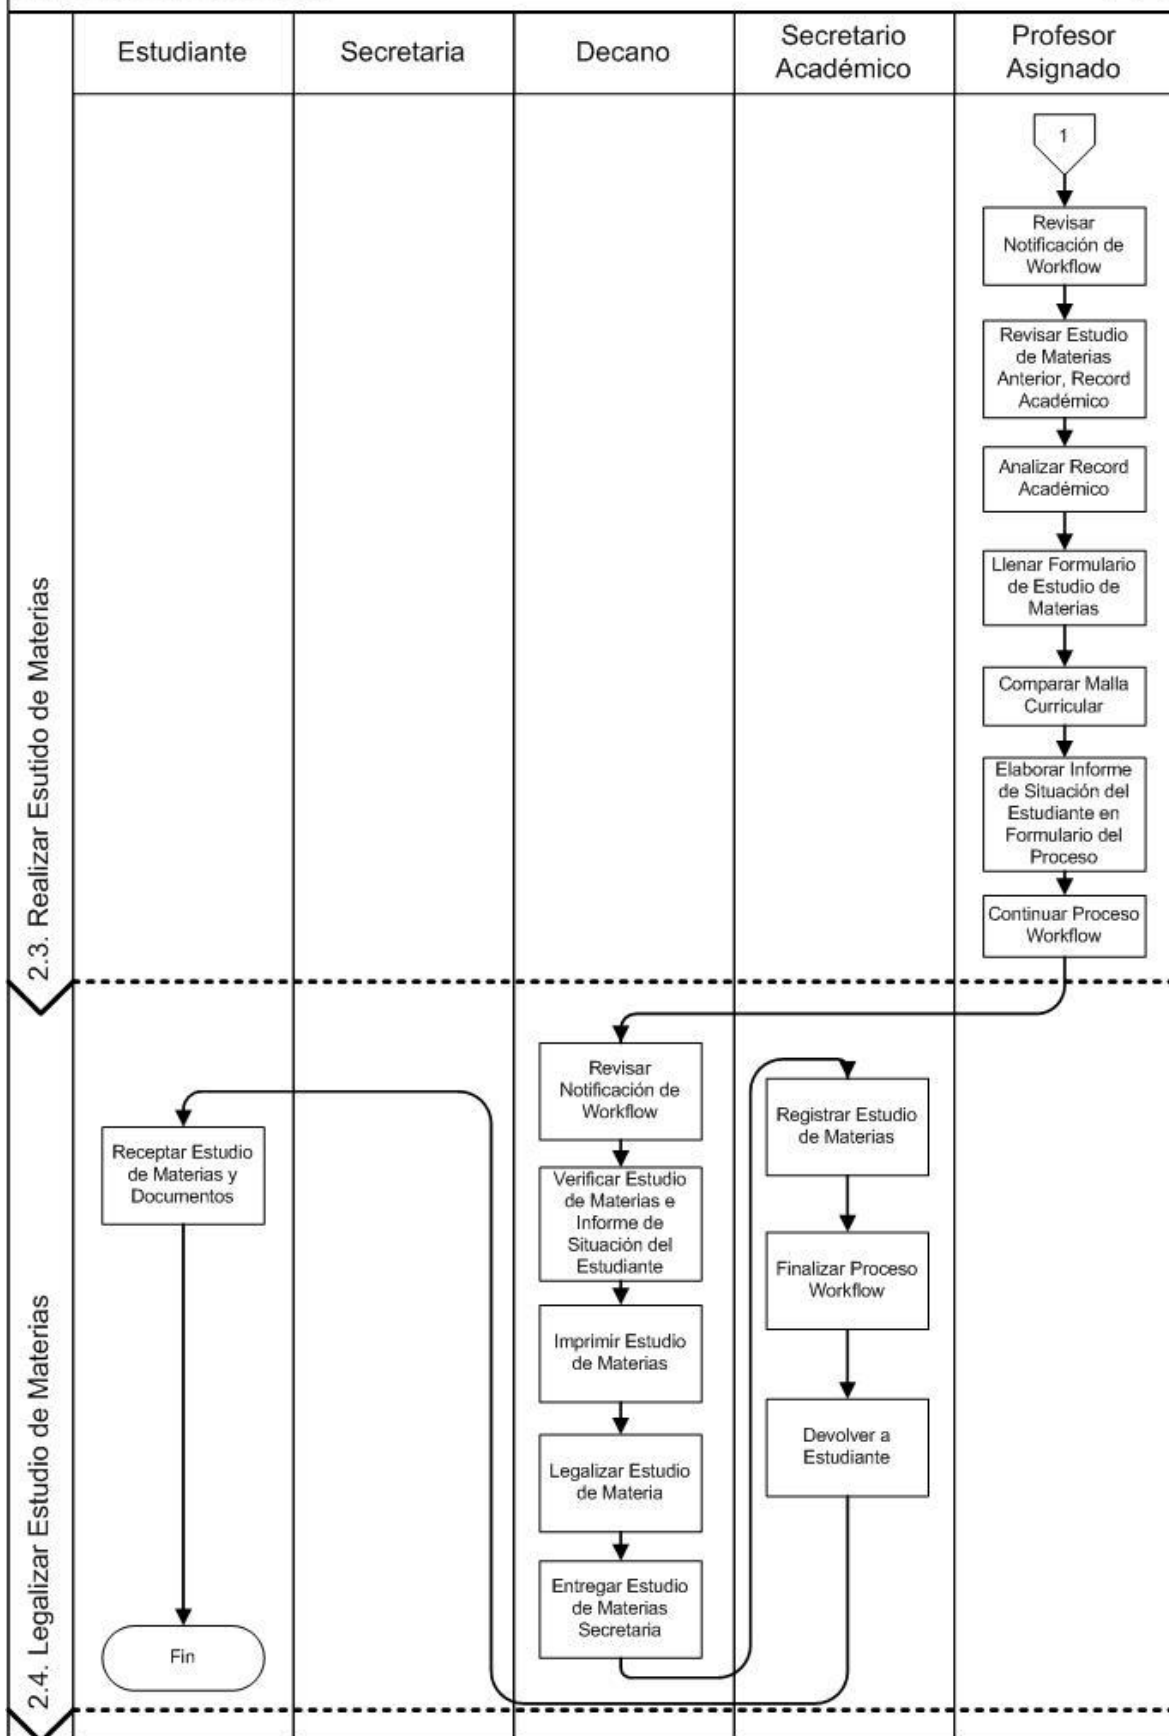 Estudiante
Secretaria
Decano
Secretario
Académico
Profesor
Asignado
2.3. Realizar Esutido de Materias
1
Revisar
Notificación de
Workflow
Revisar Estudio
de Materias
Anterior, Record
Académico
Analizar Record
Académico
Llenar Formulario
de Estudio de
Materias
Comparar Malla
Curricular
Elaborar Informe
de Situación del
Estudiante en
Formulario del
Proceso
Continuar Proceso
Workflow
2.4. Legalizar Estudio de Materias
Revisar
Notificación de
Workflow
Verificar Estudio
de Materias e
Informe de
Situación del
Estudiante
Imprimir Estudio
de Materias
Legalizar Estudio
de Materia
Entregar Estudio
de Materias
Secretaria
Registrar Estudio
de Materias
Finalizar Proceso
Workflow
Devolver a
Estudiante
Receptar Estudio
de Materias y
Documentos
Fin